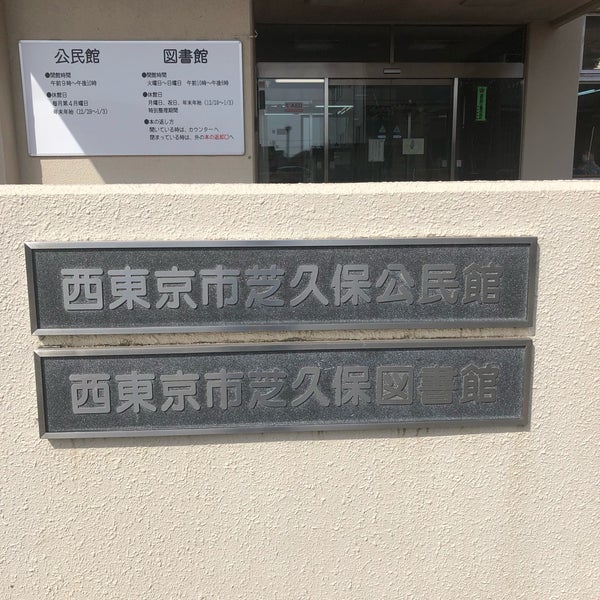 公民館
●開館時間
午前9時〜午後10時
●休館日
毎月第4月曜日
年末年始（12/28〜1/3）
図書館
●開館時間
火曜日〜日曜日 午前10時〜午後6時
●休館日
月曜日、祝日、年末年始（12/28〜1/3）
特別整理期間
●本の返し方
開いている時は、カウンターへ
閉まっている時は、外の本の返却口へ
西東京市芝久保公民館
西東京市芝久保図書館